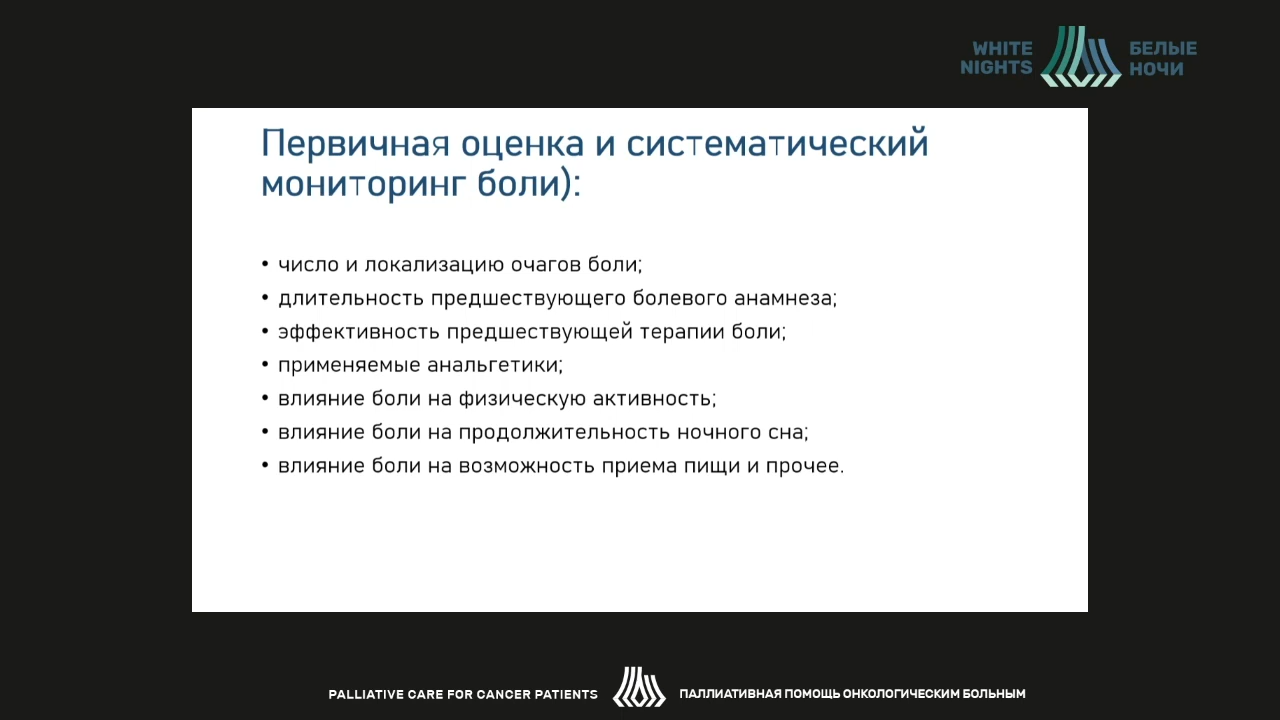 WHITE
NIGHTS
БЕЛЫЕ
НОЧИ
Первичная оценка и систематический
мониторинг боли):
• число и локализацию очагов боли;
• длительность предшествующего болевого анамнеза;
• эффективность предшествующей терапии боли;
• применяемые анальгетики;
• влияние боли на физическую активность;
• влияние боли на продолжительность ночного сна;
• влияние боли на возможность приема пищи и прочее.
PALLIATIVE CARE FOR CANCER PATIENTS
ПАЛЛИАТИВНАЯ ПОМОЩЬ ОНКОЛОГИЧЕСКИМ БОЛЬНЫМ